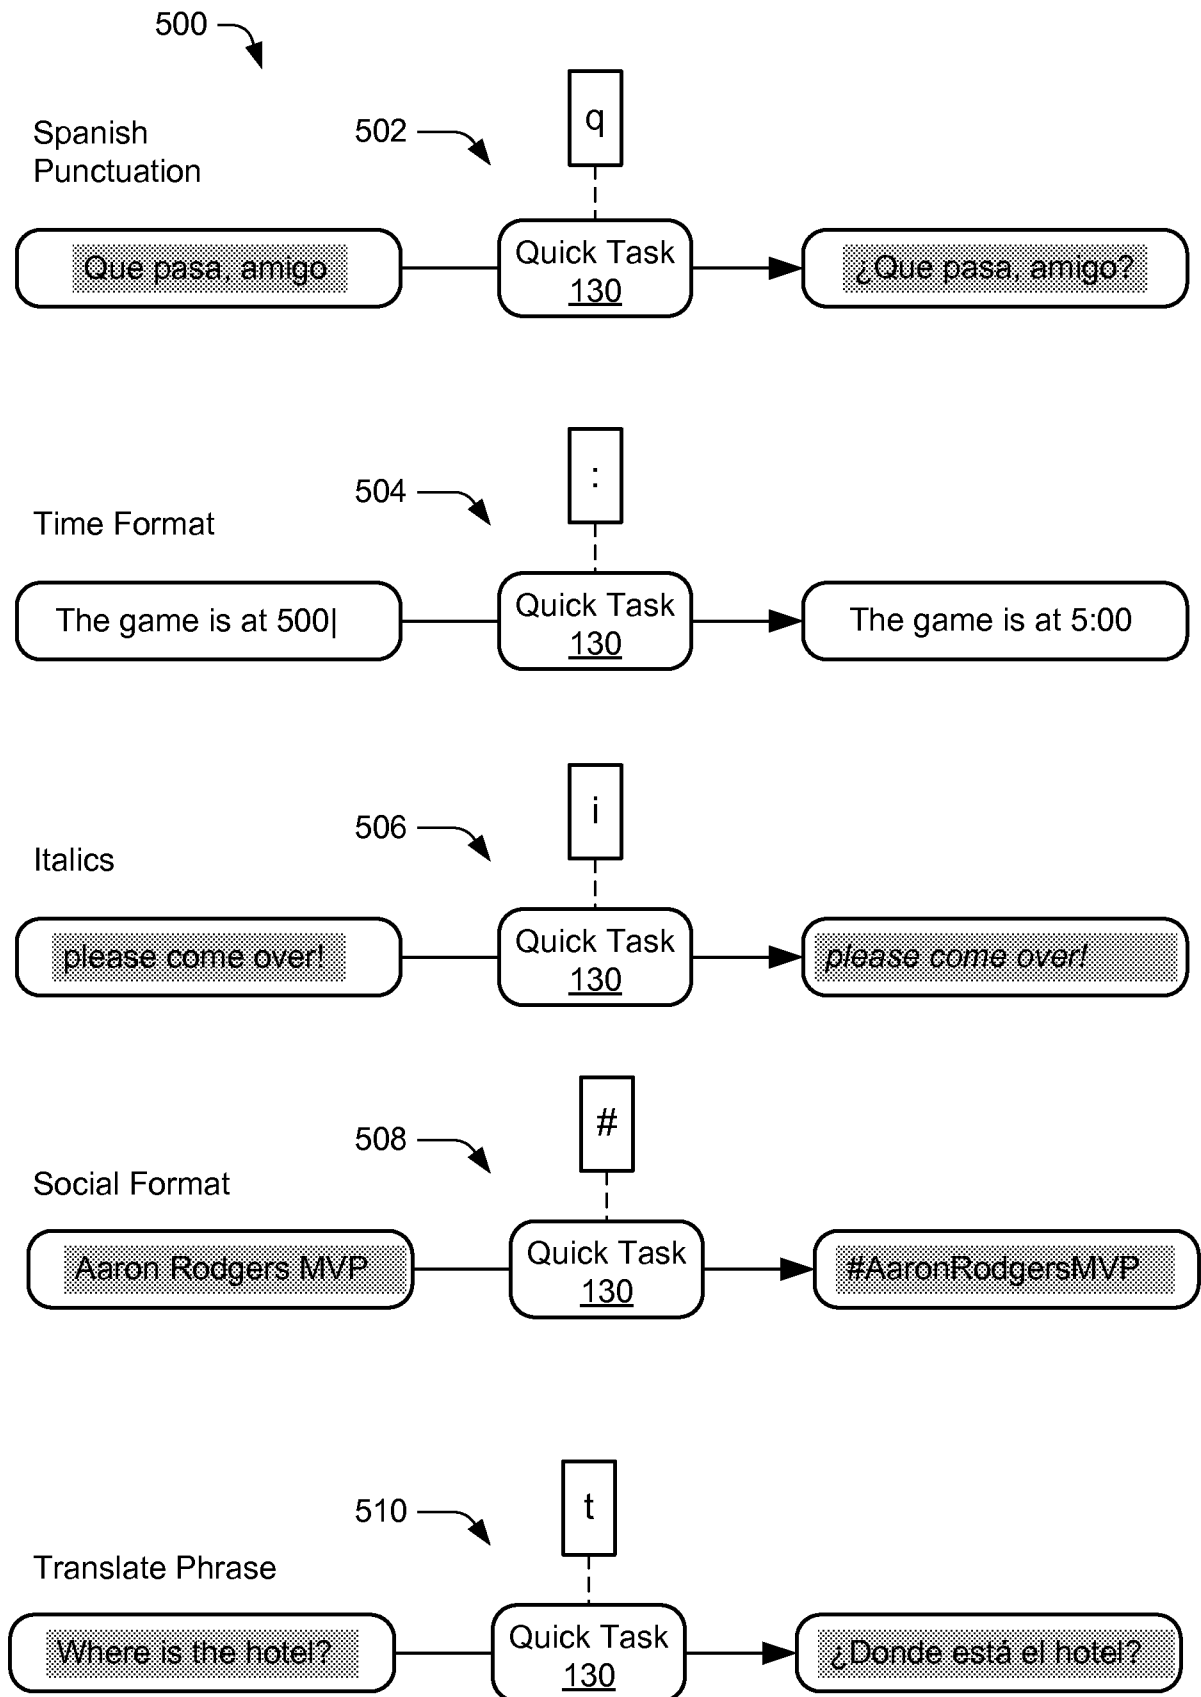 500
Spanish
Punctuation
502
q
Que pasa, amigo
Quick Task
130
¿Que pasa, amigo?
504
:
Time Format
The game is at 500|
Quick Task
130
The game is at 5:00
506
i
Italics
please come over!
Quick Task
130
please come over!
508
#
Social Format
Aaron Rodgers MVP
Quick Task
130
#AaronRodgersMVP
510
t
Translate Phrase
Where is the hotel?
Quick Task
130
¿Donde está el hotel?